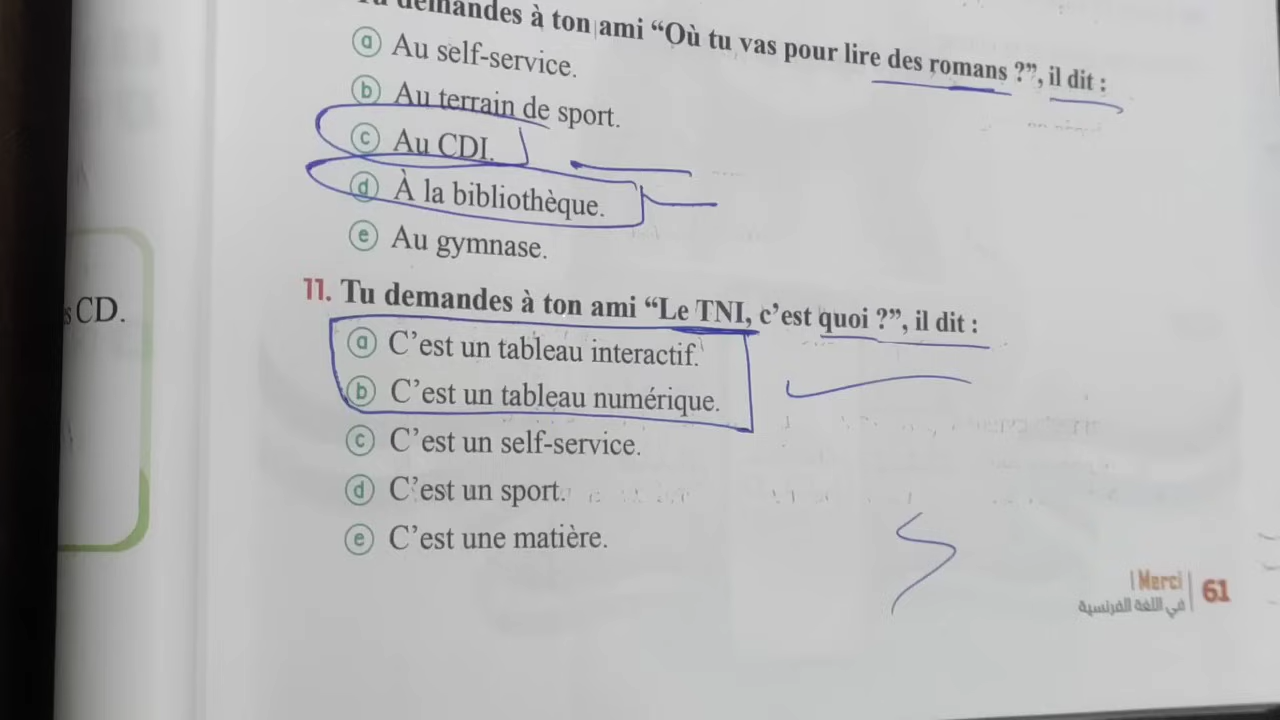 Tu demandes à ton ami “Où tu vas pour lire des romans ?”, il dit :
a Au self-service.
b Au terrain de sport.
c Au CDI.
d À la bibliothèque.
e Au gymnase.
s CD.
11. Tu demandes à ton ami “Le TNI, c’est quoi ?”, il dit :
a C’est un tableau interactif.
b C’est un tableau numérique.
c C’est un self-service.
d C’est un sport.
e C’est une matière.
Merci
في اللغة الفرنسية
61